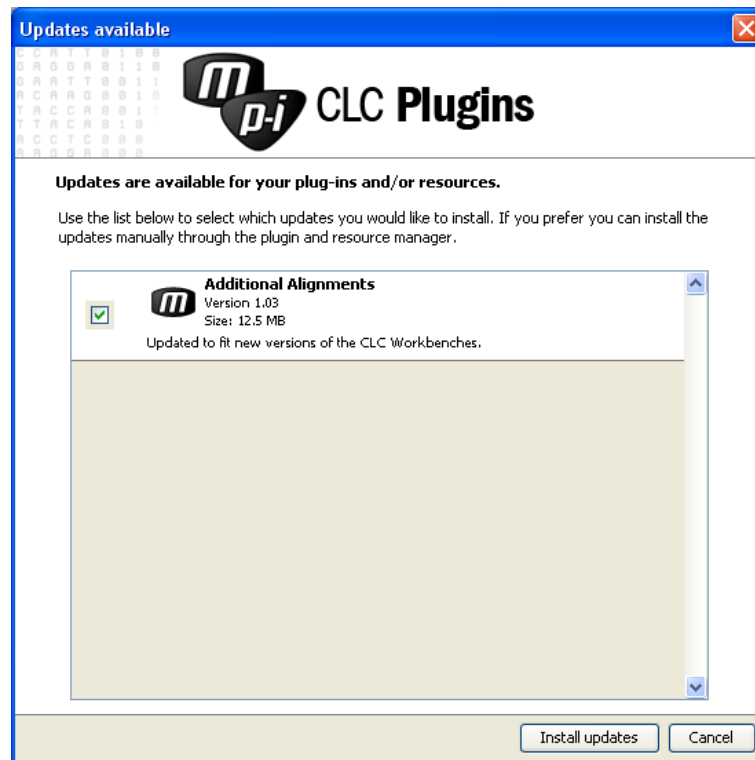 Updates available
CLC Plugins
m
p-i
Updates are available for your plug-ins and/or resources.
Use the list below to select which updates you would like to install. If you prefer you can install the
updates manually through the plugin and resource manager.
Additional Alignments
m
Version 1.03
Size: 12.5 MB
Updated to fit new versions of the CLC Workbenches.
Install updates
Cancel